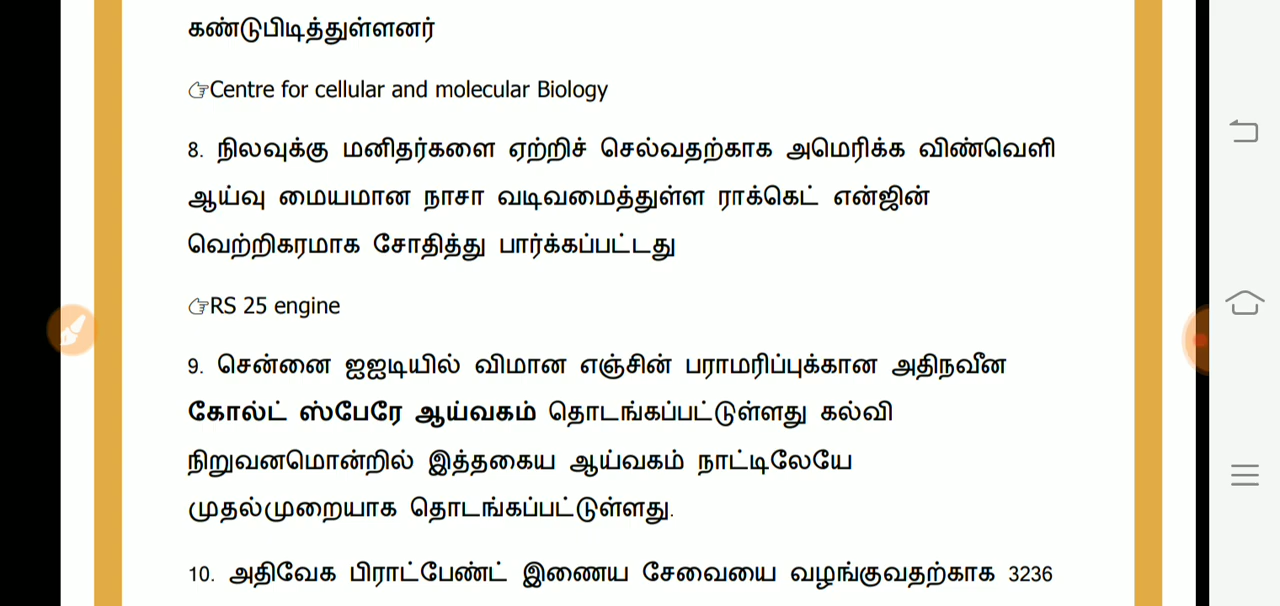 கண்டுபிடித்துள்ளனர்
☞Centre for cellular and molecular Biology
8. நிலவுக்கு மனிதர்களை ஏற்றிச் செல்வதற்காக அமெரிக்க விண்வெளி
ஆய்வு மையமான நாசா வடிவமைத்துள்ள ராக்கெட் என்ஜின்
வெற்றிகரமாக சோதித்து பார்க்கப்பட்டது
☞RS 25 engine
9. சென்னை ஐஐடியில் விமான எஞ்சின் பராமரிப்புக்கான அதிநவீன
கோல்ட் ஸ்பேரே ஆய்வகம் தொடங்கப்பட்டுள்ளது கல்வி
நிறுவனமொன்றில் இத்தகைய ஆய்வகம் நாட்டிலேயே
முதல்முறையாக தொடங்கப்பட்டுள்ளது.
10. அதிவேக பிராட்பேண்ட் இணைய சேவையை வழங்குவதற்காக 3236